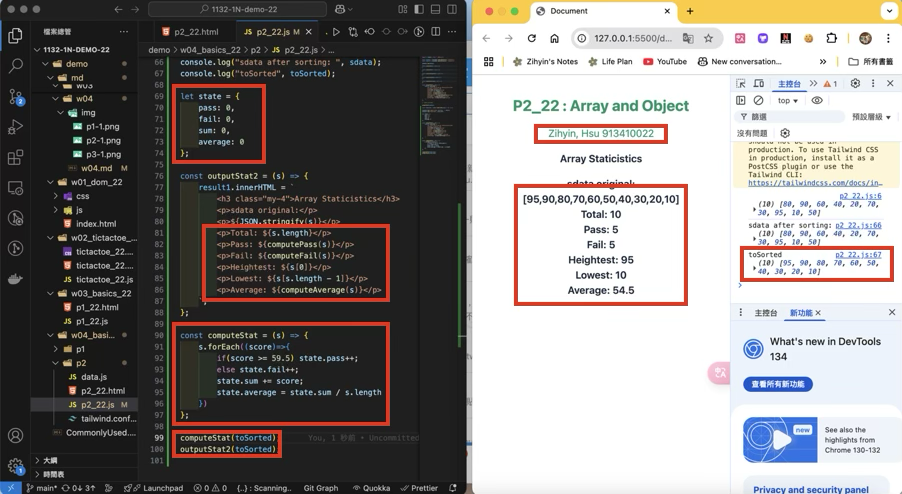 1132-1N-demo-22
檔案總管
1132-1N-DEMO-22
demo
md
w03
w04
img
p1-1.png
p2-1.png
p3-1.png
w04.md M
w01_dom_22
css
js
index.html
w02_tictactoe_...
tictactoe_22....
tictactoe_22....
tictactoe_22.js
w03_basics_22
p1_22.html
p1_22.js
w04_basi...
p1
p2
data.js
p2_22.html
p2_22.js M
tailwind.conf...
CommonlyUsed....
大綱
時間表
p2_22.html
p2_22.js M
demo > w04_basics_22 > p2 > p2_22.js > ...
66 console.log("sdata after sorting: ", sdata);
67 console.log("toSorted", toSorted);
68
69 let state = {
70 pass: 0,
71 fail: 0,
72 sum: 0,
73 average: 0
74 };
75
76 const outputStat2 = (s) => {
77 result1.innerHTML = `
78 <h3 class="my-4">Array Staticistics</h3>
79 <p>sdata original:</p>
80 <p>${JSON.stringify(s)}</p>
81 <p>Total: ${s.length}</p>
82 <p>Pass: ${computePass(s)}</p>
83 <p>Fail: ${computeFail(s)}</p>
84 <p>Heightest: ${s[0]}</p>
85 <p>Lowest: ${s[s.length - 1]}</p>
86 <p>Average: ${computeAverage(s)}</p>
87 `;
88 };
89
90 const computeStat = (s) => {
91 s.forEach((score)=>{
92 if(score >= 59.5) state.pass++;
93 else state.fail++;
94 state.sum += score;
95 state.average = state.sum / s.length
96 })
97 };
98
99 computeStat(toSorted); You, 1 秒前 • Uncommitted
100 outputStat2(toSorted);
101
main* 0↓ 3↑ Launchpad 0 0 {..} : Scanning... Git Graph Quokka Prettier
Document
127.0.0.1:5500/d...
Zihyin's Notes Life Plan YouTube New conversation... 所有書籤
P2_22 : Array and Object
Zihyin, Hsu 913410022
Array Staticistics
sdata original:
[95,90,80,70,60,50,40,30,20,10]
Total: 10
Pass: 5
Fail: 5
Heightest: 95
Lowest: 10
Average: 54.5
主控台 1
top
篩選 預設層級
沒有問題
should not be used in
production. To use Tailwind CSS
in production, install it as a
PostCSS plugin or use the
Tailwind CLI:
https://tailwindcss.com/docs/in...
p2_22.js:6
(10) [80, 90, 60, 40, 20, 70,
30, 95, 10, 50]
sdata after sorting: p2_22.js:66
(10) [80, 90, 60, 40, 20, 70,
30, 95, 10, 50]
toSorted p2_22.js:67
(10) [95, 90, 80, 70, 60, 50,
40, 30, 20, 10]
主控台 新功能
What's new in DevTools
134
查看所有新功能
new
See also the
highlights from
Chrome 130-132
Privacy and security panel